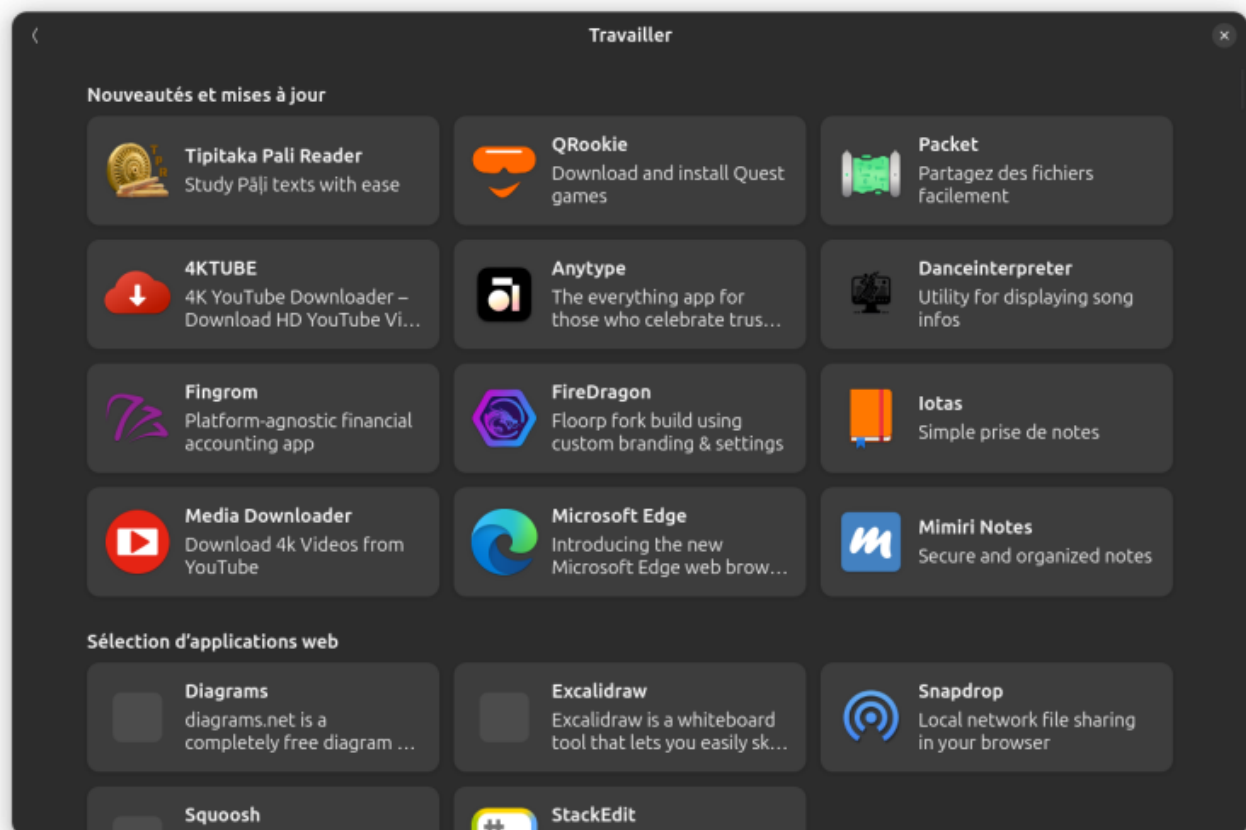 Travailler
Nouveautés et mises à jour
Tipitaka Pali Reader
Study Pāḷi texts with ease
QRookie
Download and install Quest
games
Packet
Partagez des fichiers
facilement
4KTUBE
4K YouTube Downloader –
Download HD YouTube Vi…
Anytype
The everything app for
those who celebrate trus…
Danceinterpreter
Utility for displaying song
infos
Fingrom
Platform-agnostic financial
accounting app
FireDragon
Floorp fork build using
custom branding & settings
Iotas
Simple prise de notes
Media Downloader
Download 4k Videos from
YouTube
Microsoft Edge
Introducing the new
Microsoft Edge web brow…
Mimiri Notes
Secure and organized notes
Sélection d’applications web
Diagrams
diagrams.net is a
completely free diagram …
Excalidraw
Excalidraw is a whiteboard
tool that lets you easily sk…
Snapdrop
Local network file sharing
in your browser
Squoosh
StackEdit